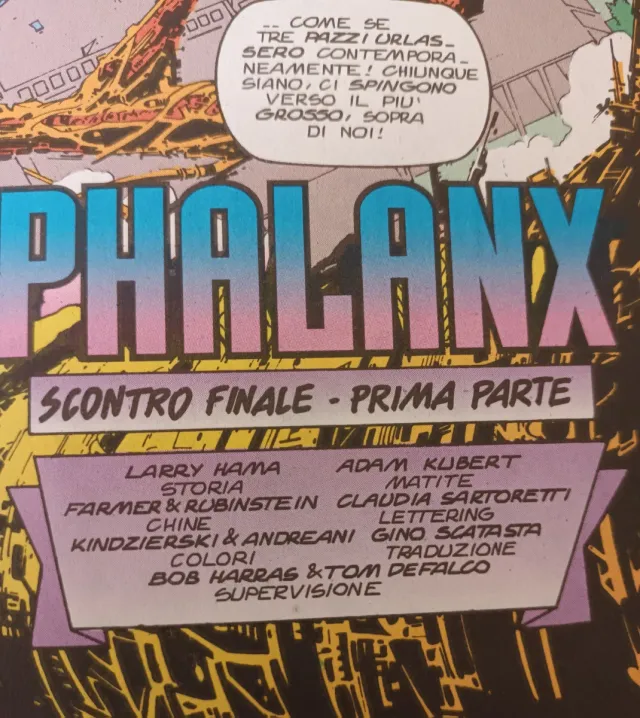 -- COME SE
TRE PAZZI URLAS-
SERO CONTEMPORA-
NEAMENTE! CHIUNQUE
SIANO, CI SPINGONO
VERSO IL PIU'
GROSSO, SOPRA
DI NOI!
PHALANX
SCONTRO FINALE - PRIMA PARTE
LARRY HAMA
STORIA
FARMER & RUBINSTEIN
CHINE
KINDZIERSKI & ANDREANI
COLORI
ADAM KUBERT
MATITE
CLAUDIA SARTORETTI
LETTERING
GINO SCATASTA
TRADUZIONE
BOB HARRAS & TOM DEFALCO
SUPERVISIONE